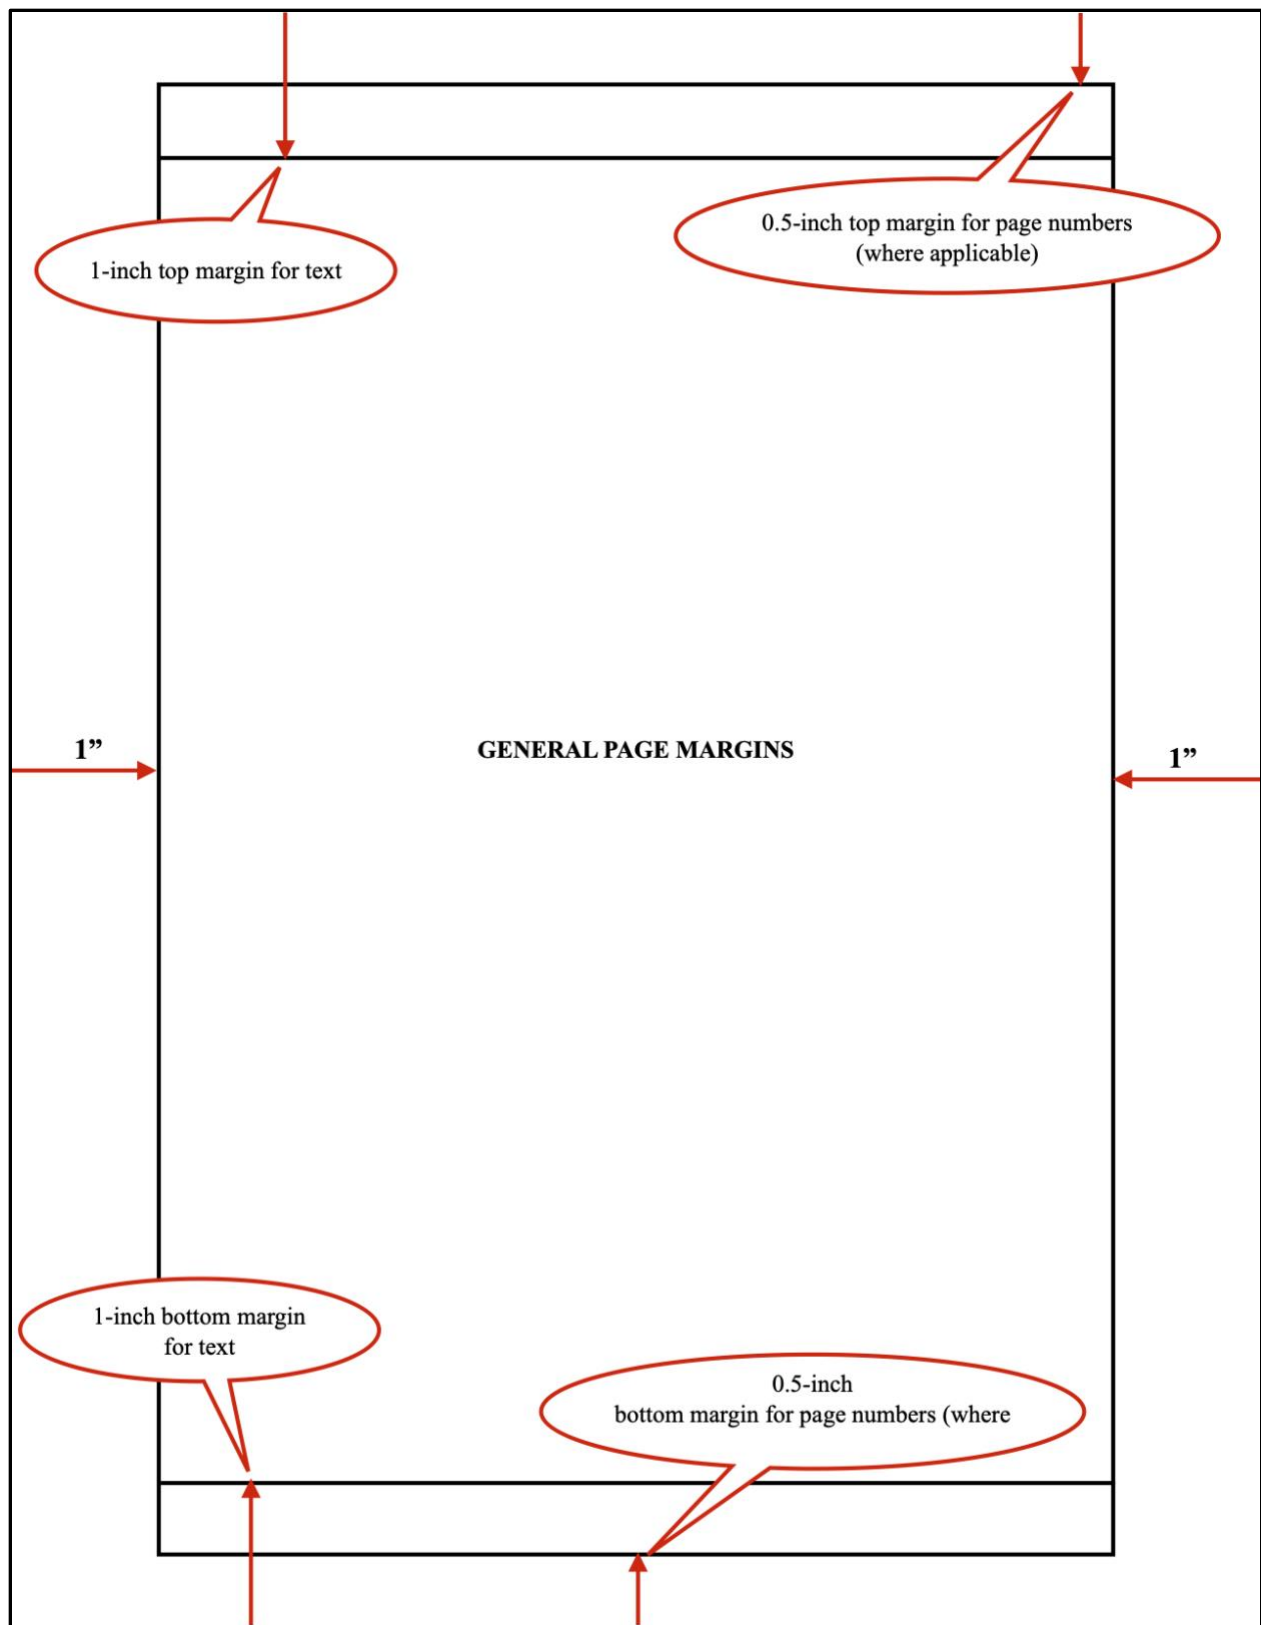 0.5-inch top margin for page numbers
(where applicable)
1-inch top margin for text
1”
GENERAL PAGE MARGINS
1”
1-inch bottom margin
for text
0.5-inch
bottom margin for page numbers (where